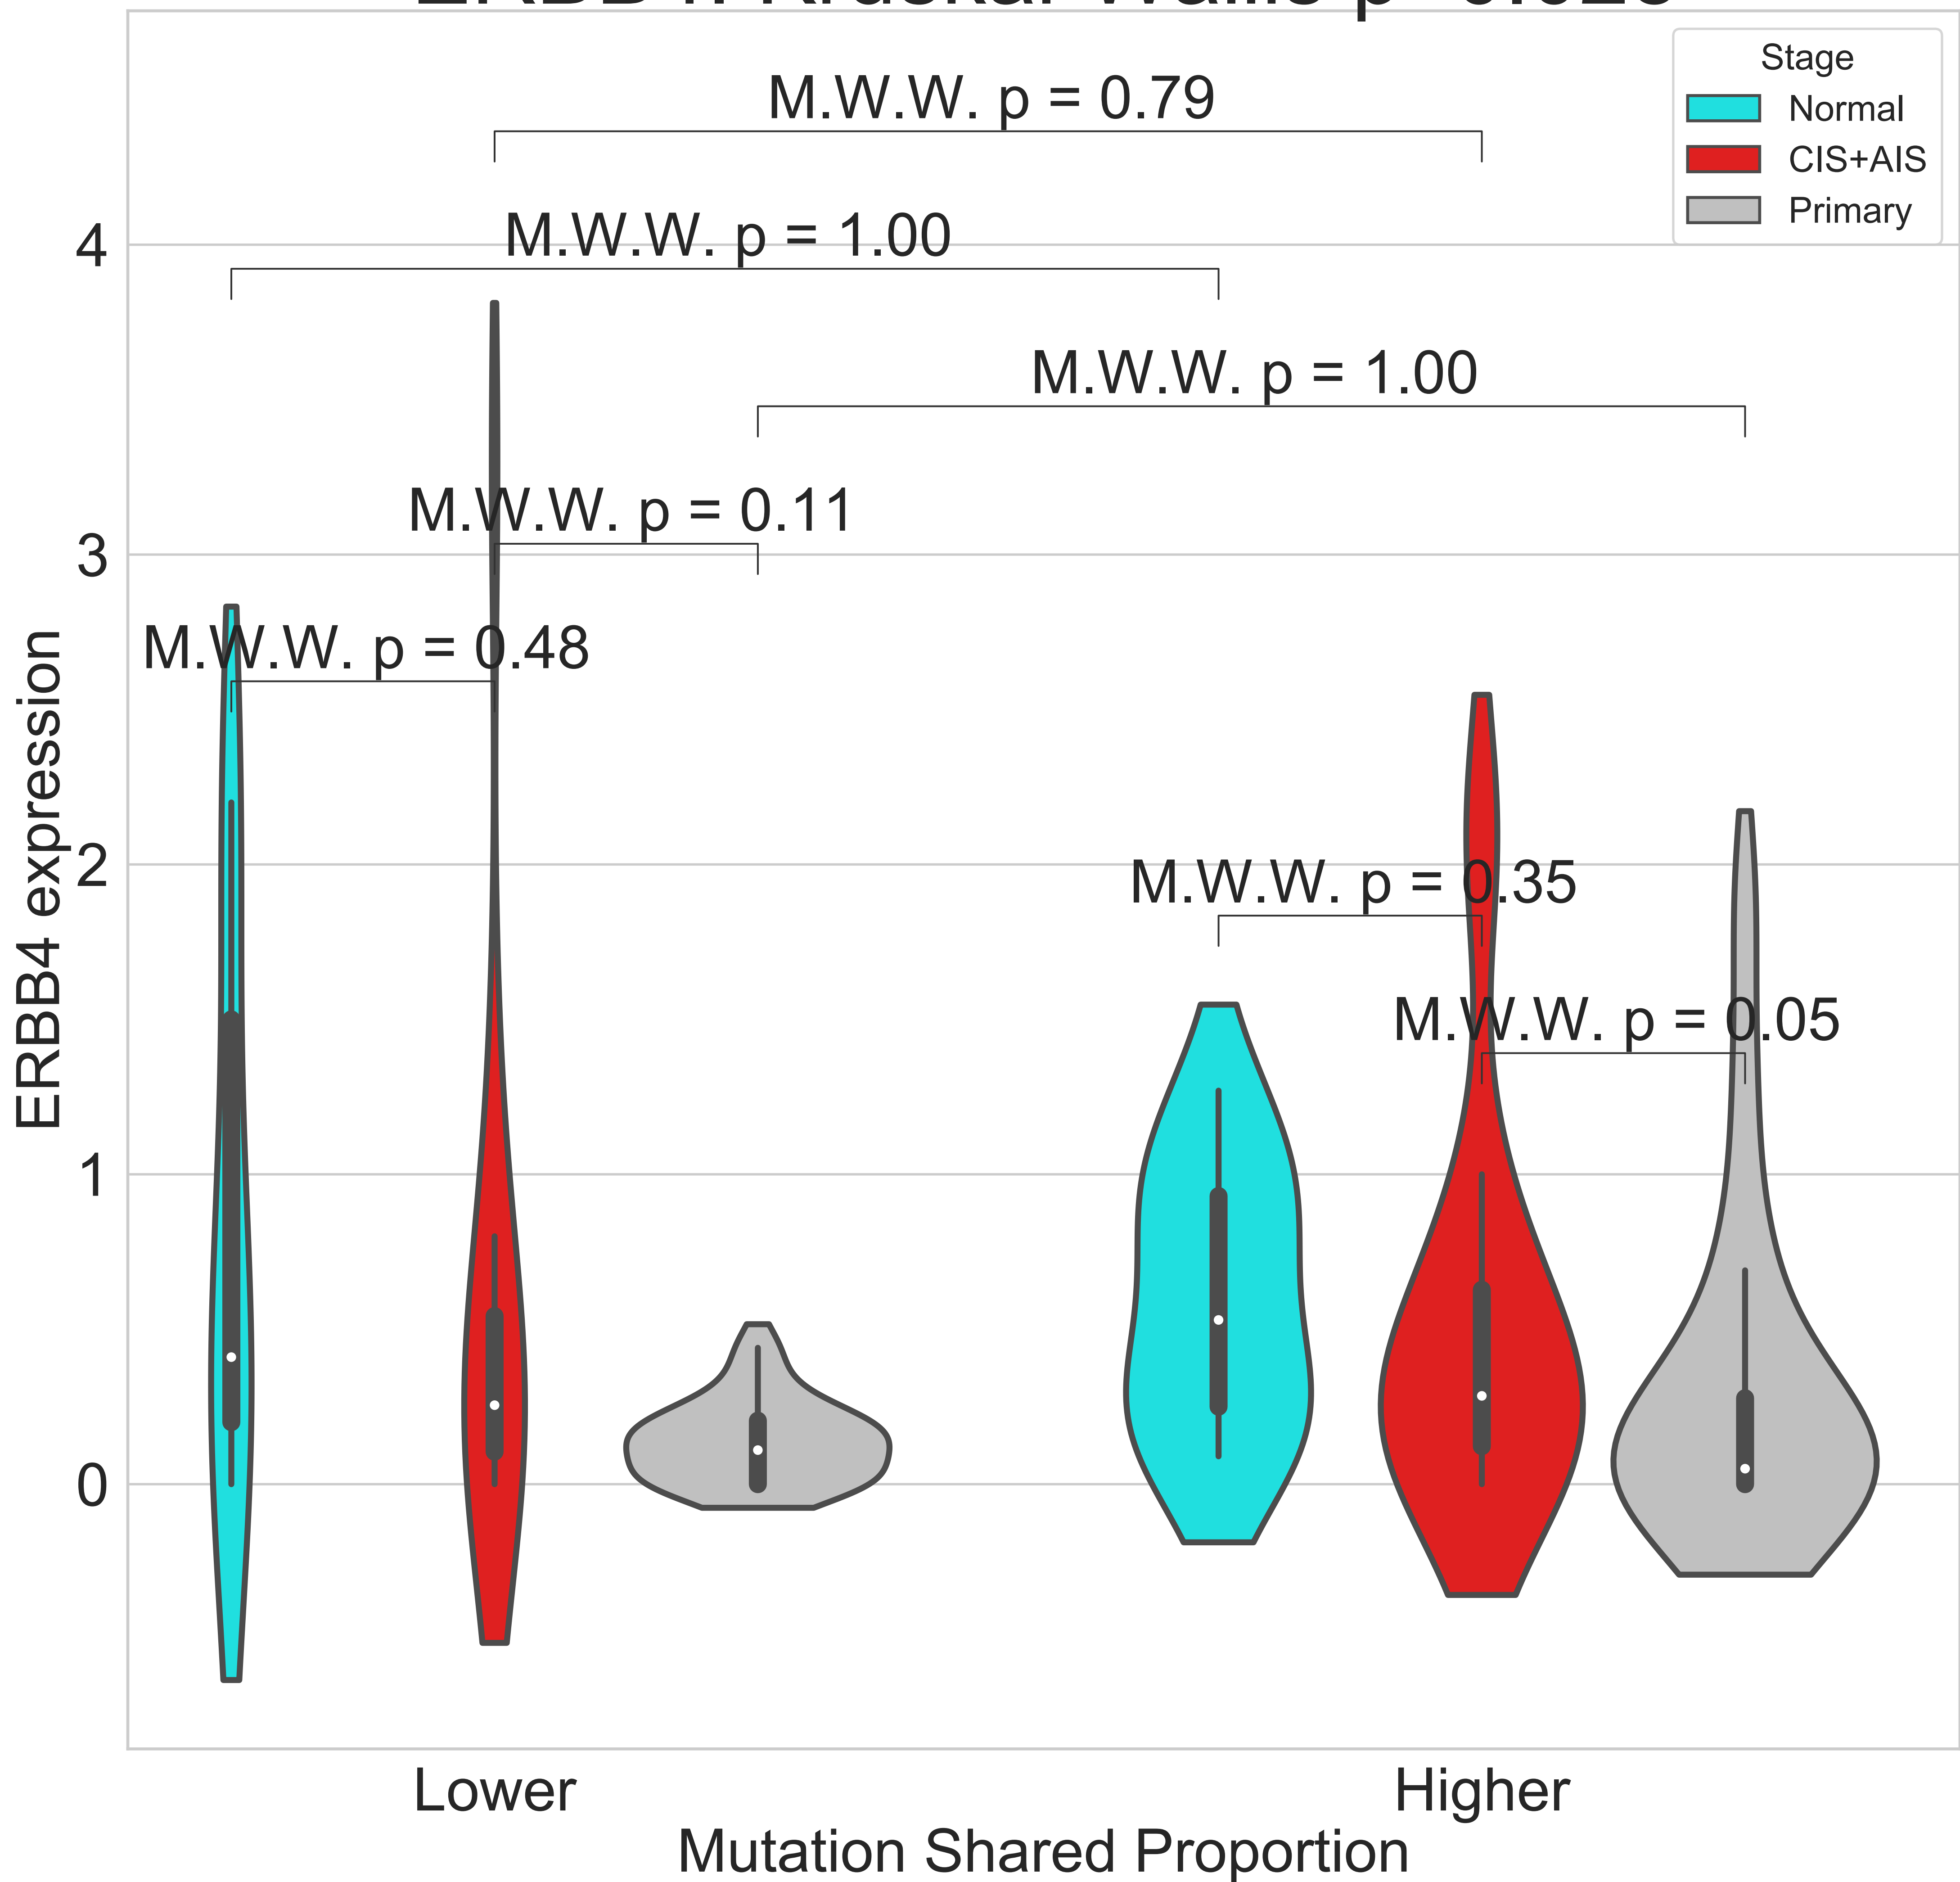 Stage
Normal
CIS+AIS
Primary
M.W.W. p = 0.79
M.W.W. p = 1.00
M.W.W. p = 1.00
M.W.W. p = 0.11
M.W.W. p = 0.48
M.W.W. p = 0.35
M.W.W. p = 0.05
4
3
2
1
0
ERBB4 expression
Lower
Higher
Mutation Shared Proportion